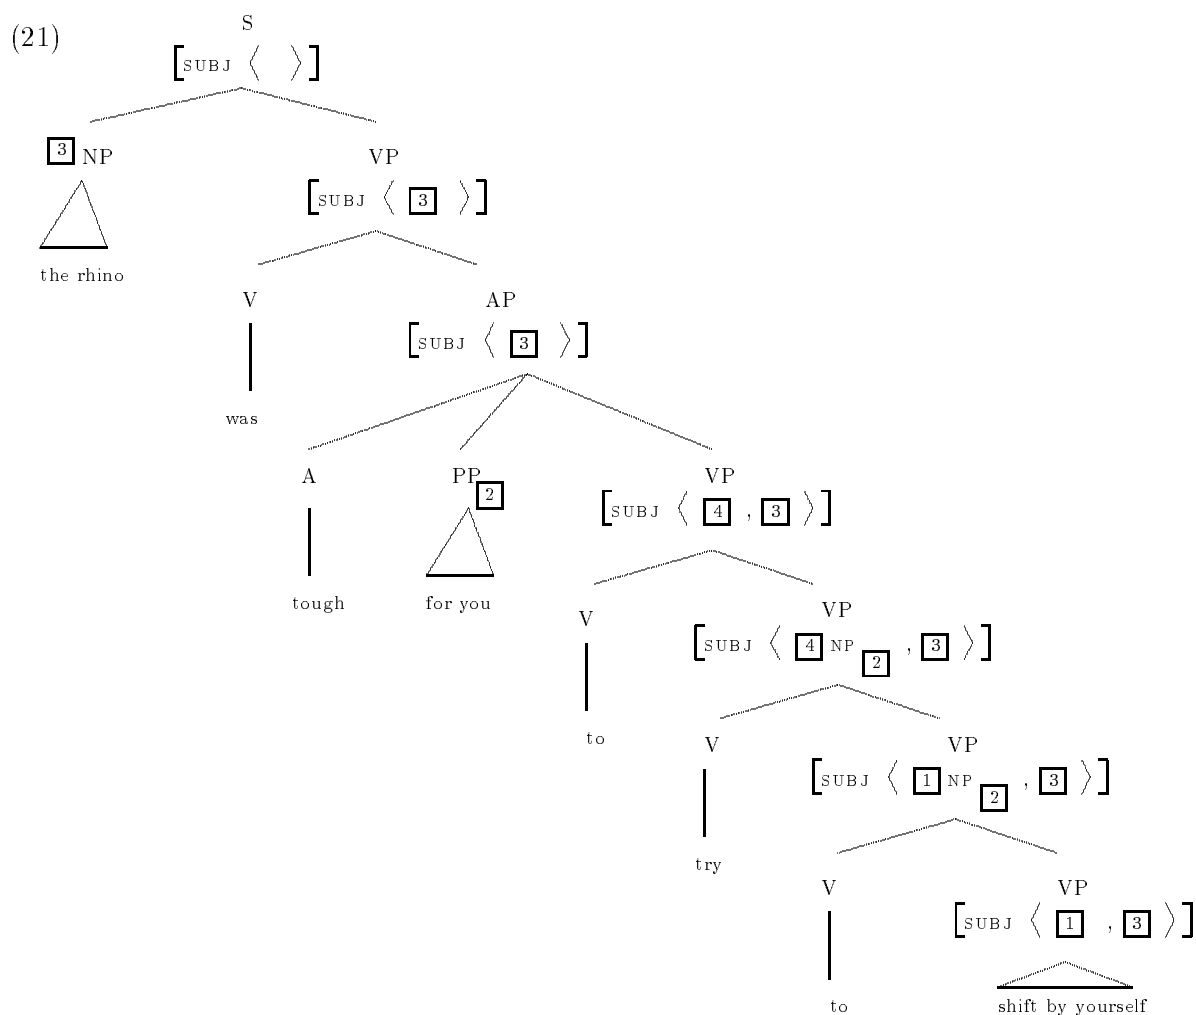 (21)
S
[SUBJ ⟨ ⟩]
3 NP VP
[SUBJ ⟨ 3 ⟩]
the rhino
V AP
[SUBJ ⟨ 3 ⟩]
was
A PP 2 VP
[SUBJ ⟨ 4 , 3 ⟩]
tough for you
V VP
[SUBJ ⟨ 4 NP 2 , 3 ⟩]
to
V VP
[SUBJ ⟨ 1 NP 2 , 3 ⟩]
try
V VP
[SUBJ ⟨ 1 , 3 ⟩]
to shift by yourself